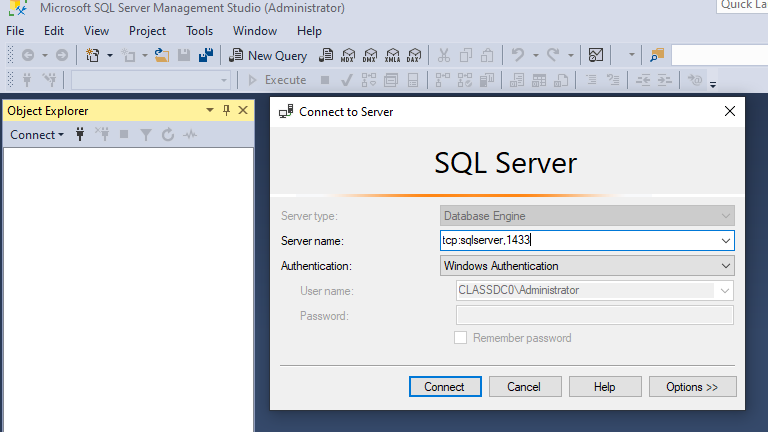 Microsoft SQL Server Management Studio (Administrator)
Quick La
File Edit View Project Tools Window Help
New Query MDX DMX XMLA DAX
Execute
Object Explorer
Connect
Connect to Server
SQL Server
Server type: Database Engine
Server name: tcp:sqlserver,1433
Authentication: Windows Authentication
User name: CLASSDC0\Administrator
Password:
Remember password
Connect Cancel Help Options >>